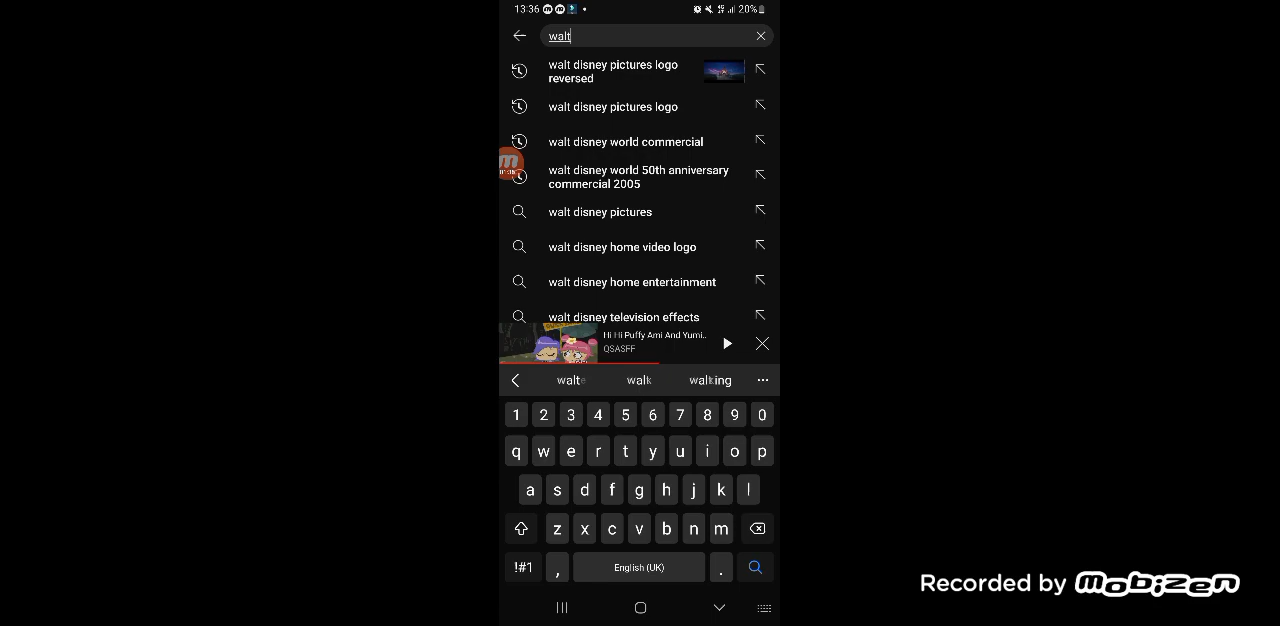 13:36
20%
walt
walt disney pictures logo
reversed
walt disney pictures logo
walt disney world commercial
walt disney world 50th anniversary
commercial 2005
walt disney pictures
walt disney home video logo
walt disney home entertainment
walt disney television effects
Hi Hi Puffy Ami And Yumi..
QSASFF
walte walk walking
1 2 3 4 5 6 7 8 9 0
q w e r t y u i o p
a s d f g h j k l
z x c v b n m
!#1 , English (UK) .
Recorded by mobizen